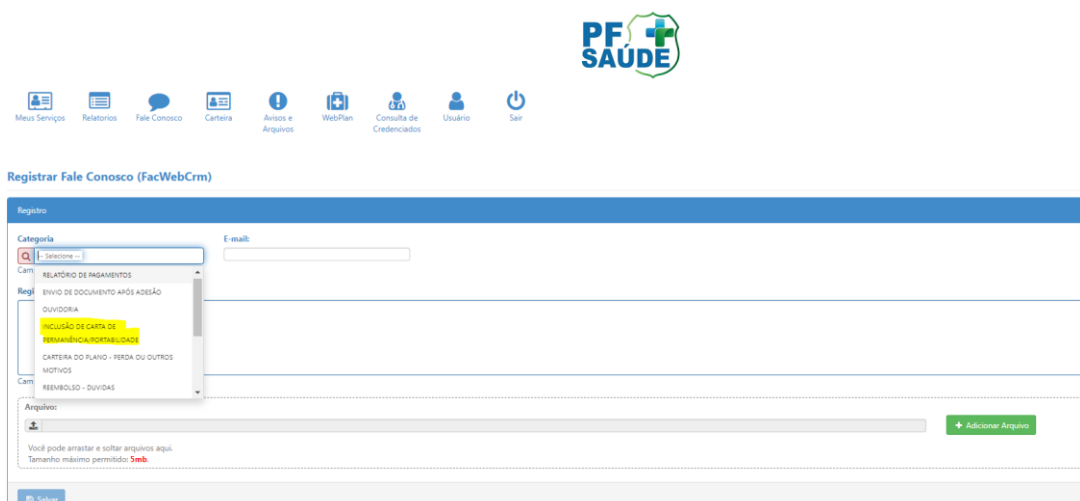 PF
SAÚDE
Meus Serviços
Relatorios
Fale Conosco
Carteira
Avisos e
Arquivos
WebPlan
Consulta de
Credenciados
Usuário
Sair
Registrar Fale Conosco (FacWebCrm)
Registro
Categoria
E-mail:
-- Selecione --
Cam
RELATÓRIO DE PAGAMENTOS
Regi
ENVIO DE DOCUMENTO APÓS ADESÃO
OUVIDORIA
INCLUSÃO DE CARTA DE
PERMANÊNCIA/PORTABILIDADE
CARTEIRA DO PLANO - PERDA OU OUTROS
MOTIVOS
Cam
REEMBOLSO - DUVIDAS
Arquivo:
Adicionar Arquivo
Você pode arrastar e soltar arquivos aqui.
Tamanho máximo permitido: 5mb.
Salvar